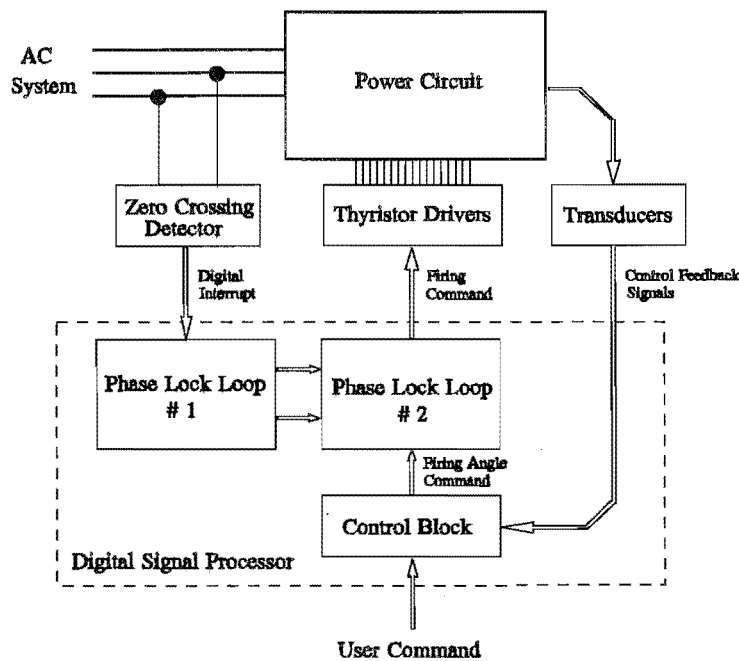 AC
System
Power Circuit
Zero Crossing
Detector
Thyristor Drivers
Transducers
Digital
Interrupt
Firing
Command
Control Feedback
Signals
Phase Lock Loop
# 1
Phase Lock Loop
# 2
Firing Angle
Command
Control Block
Digital Signal Processor
User Command